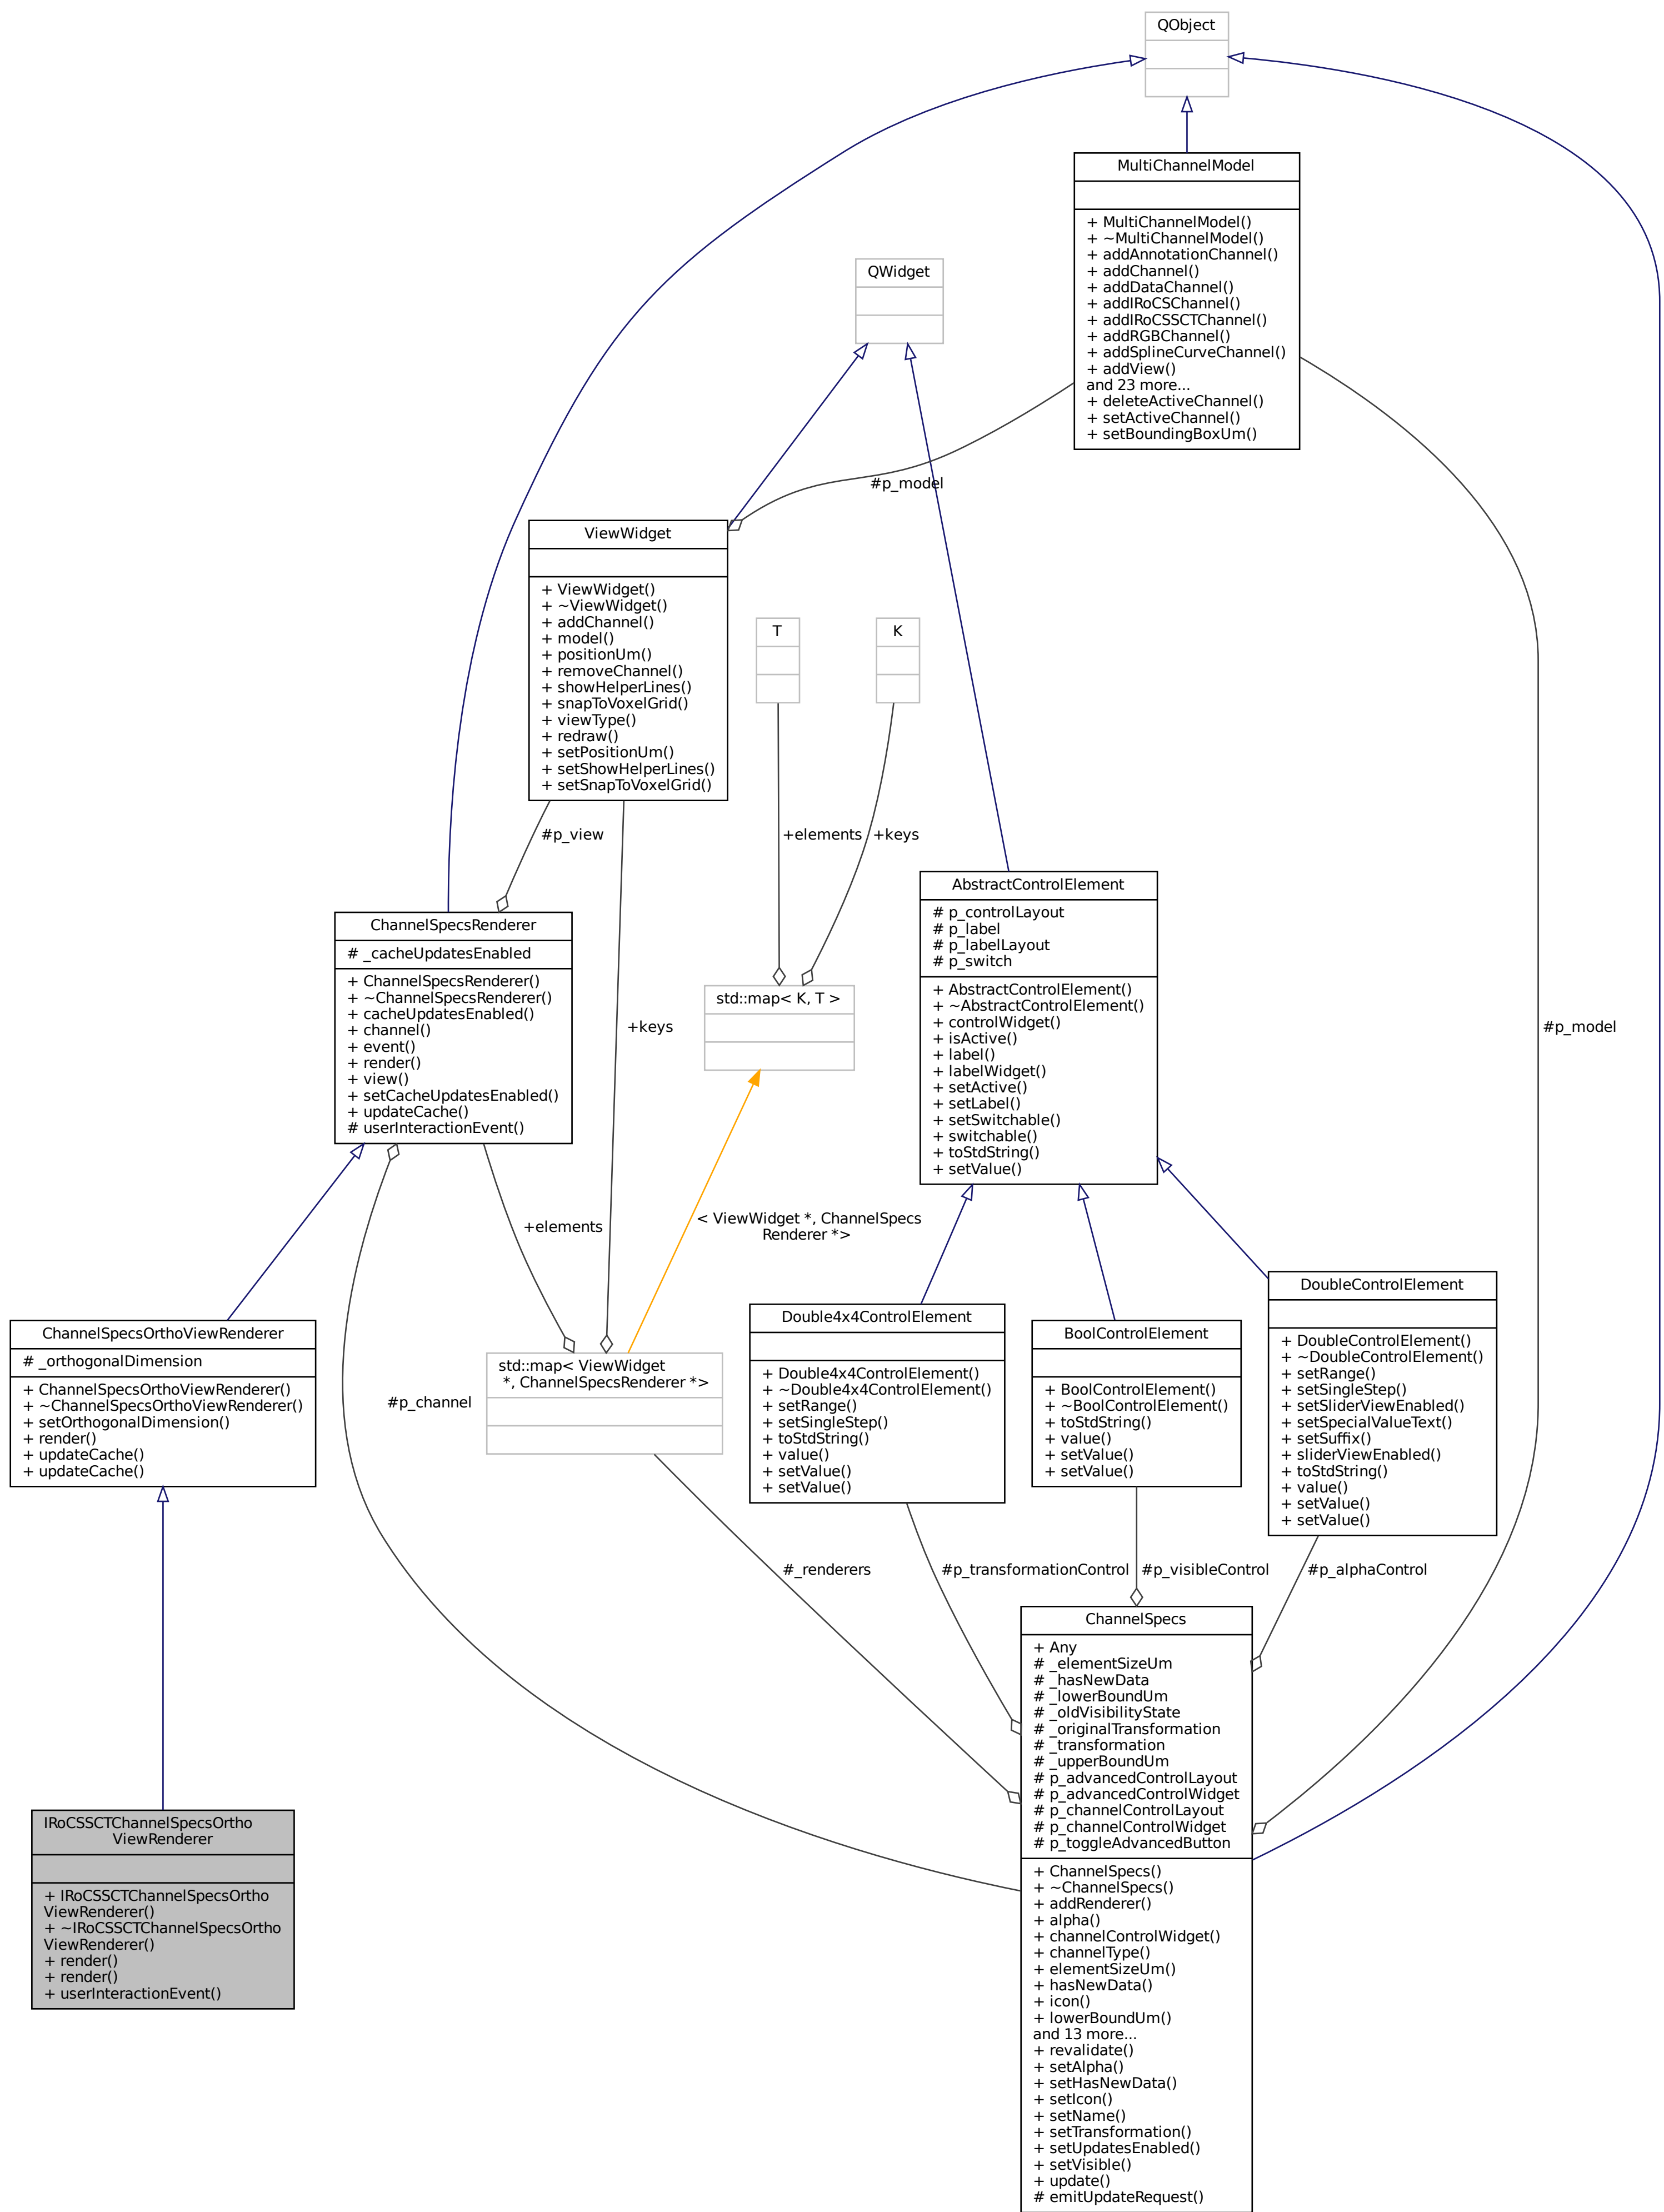 QObject
MultiChannelModel
+ MultiChannelModel()
+ ~MultiChannelModel()
+ addAnnotationChannel()
+ addChannel()
+ addDataChannel()
+ addIRoCSChannel()
+ addIRoCSSCTChannel()
+ addRGBChannel()
+ addSplineCurveChannel()
+ addView()
and 23 more...
+ deleteActiveChannel()
+ setActiveChannel()
+ setBoundingBoxUm()
QWidget
#p_model
ViewWidget
+ ViewWidget()
+ ~ViewWidget()
+ addChannel()
+ model()
+ positionUm()
+ removeChannel()
+ showHelperLines()
+ snapToVoxelGrid()
+ viewType()
+ redraw()
+ setPositionUm()
+ setShowHelperLines()
+ setSnapToVoxelGrid()
T
K
#p_view
+elements
+keys
ChannelSpecsRenderer
# _cacheUpdatesEnabled
+ ChannelSpecsRenderer()
+ ~ChannelSpecsRenderer()
+ cacheUpdatesEnabled()
+ channel()
+ event()
+ render()
+ view()
+ setCacheUpdatesEnabled()
+ updateCache()
# userInteractionEvent()
+keys
std::map< K, T >
AbstractControlElement
# p_controlLayout
# p_label
# p_labelLayout
# p_switch
+ AbstractControlElement()
+ ~AbstractControlElement()
+ controlWidget()
+ isActive()
+ label()
+ labelWidget()
+ setActive()
+ setLabel()
+ setSwitchable()
+ switchable()
+ toStdString()
+ setValue()
#p_model
+elements
< ViewWidget *, ChannelSpecs
Renderer *>
ChannelSpecsOrthoViewRenderer
# _orthogonalDimension
+ ChannelSpecsOrthoViewRenderer()
+ ~ChannelSpecsOrthoViewRenderer()
+ setOrthogonalDimension()
+ render()
+ updateCache()
+ updateCache()
#p_channel
std::map< ViewWidget
*, ChannelSpecsRenderer *>
Double4x4ControlElement
+ Double4x4ControlElement()
+ ~Double4x4ControlElement()
+ setRange()
+ setSingleStep()
+ toStdString()
+ value()
+ setValue()
+ setValue()
BoolControlElement
+ BoolControlElement()
+ ~BoolControlElement()
+ toStdString()
+ value()
+ setValue()
+ setValue()
DoubleControlElement
+ DoubleControlElement()
+ ~DoubleControlElement()
+ setRange()
+ setSingleStep()
+ setSliderViewEnabled()
+ setSpecialValueText()
+ setSuffix()
+ sliderViewEnabled()
+ toStdString()
+ value()
+ setValue()
+ setValue()
#_renderers
#p_transformationControl
#p_visibleControl
#p_alphaControl
IRoCSSCTChannelSpecsOrtho
ViewRenderer
+ IRoCSSCTChannelSpecsOrtho
ViewRenderer()
+ ~IRoCSSCTChannelSpecsOrtho
ViewRenderer()
+ render()
+ render()
+ userInteractionEvent()
ChannelSpecs
+ Any
# _elementSizeUm
# _hasNewData
# _lowerBoundUm
# _oldVisibilityState
# _originalTransformation
# _transformation
# _upperBoundUm
# p_advancedControlLayout
# p_advancedControlWidget
# p_channelControlLayout
# p_channelControlWidget
# p_toggleAdvancedButton
+ ChannelSpecs()
+ ~ChannelSpecs()
+ addRenderer()
+ alpha()
+ channelControlWidget()
+ channelType()
+ elementSizeUm()
+ hasNewData()
+ icon()
+ lowerBoundUm()
and 13 more...
+ revalidate()
+ setAlpha()
+ setHasNewData()
+ setIcon()
+ setName()
+ setTransformation()
+ setUpdatesEnabled()
+ setVisible()
+ update()
# emitUpdateRequest()